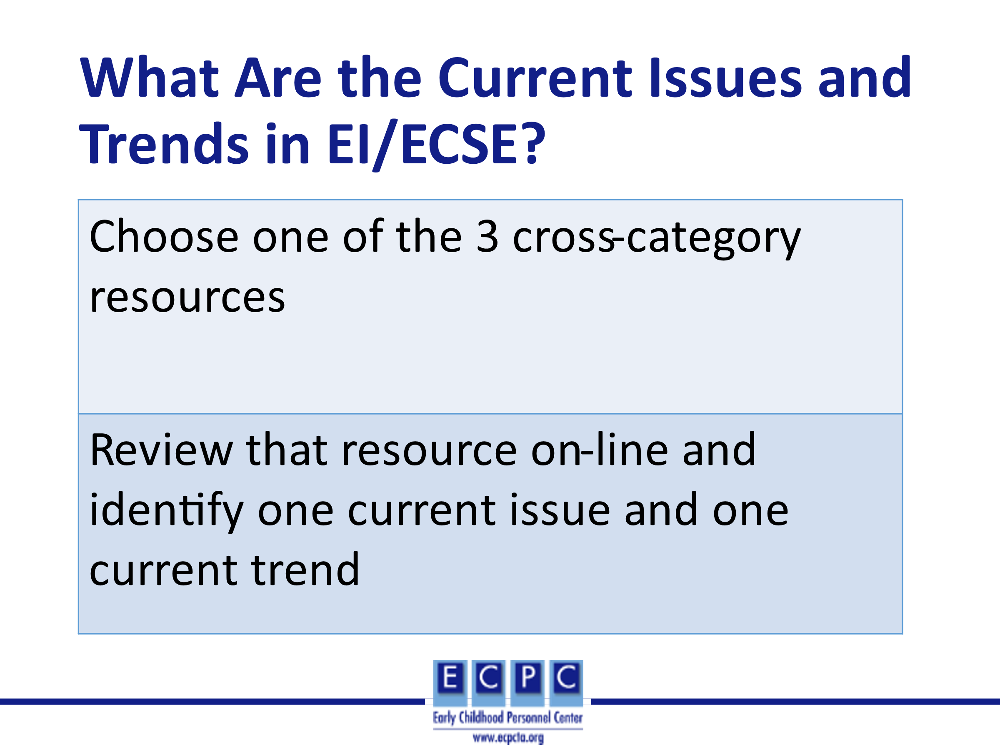 What Are the Current Issues and
Trends in EI/ECSE?
Choose one of the 3 cross-category
resources
Review that resource on-line and
identify one current issue and one
current trend
E C P C
Early Childhood Personnel Center
www.ecpcta.org